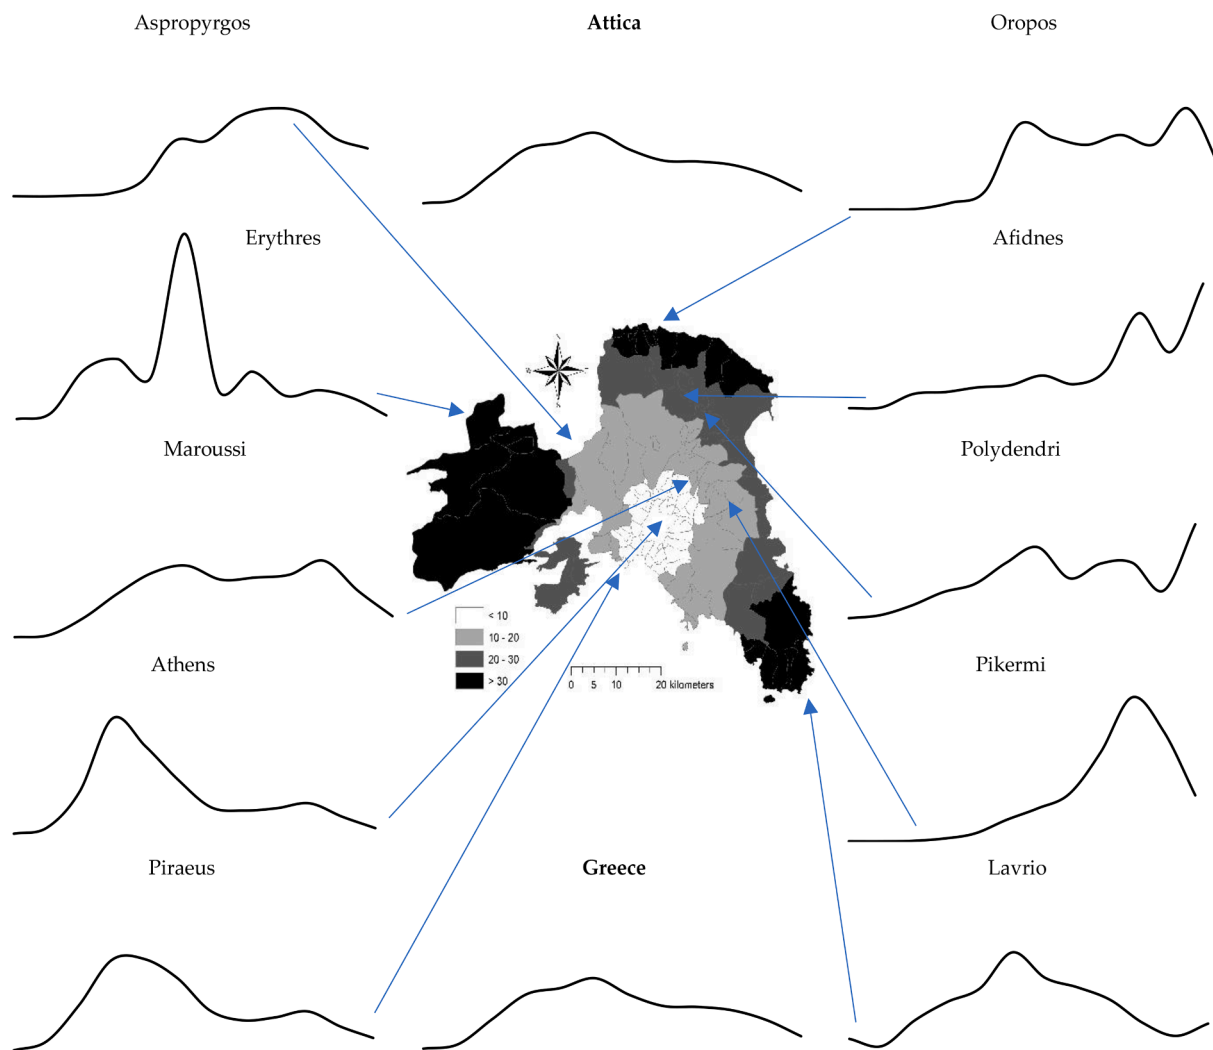 Aspropyrgos
Attica
Oropos
Erythres
Afidnes
Maroussi
Polydendri
< 10
10 - 20
20 - 30
> 30
0 5 10 20 kilometers
Athens
Pikermi
Piraeus
Greece
Lavrio